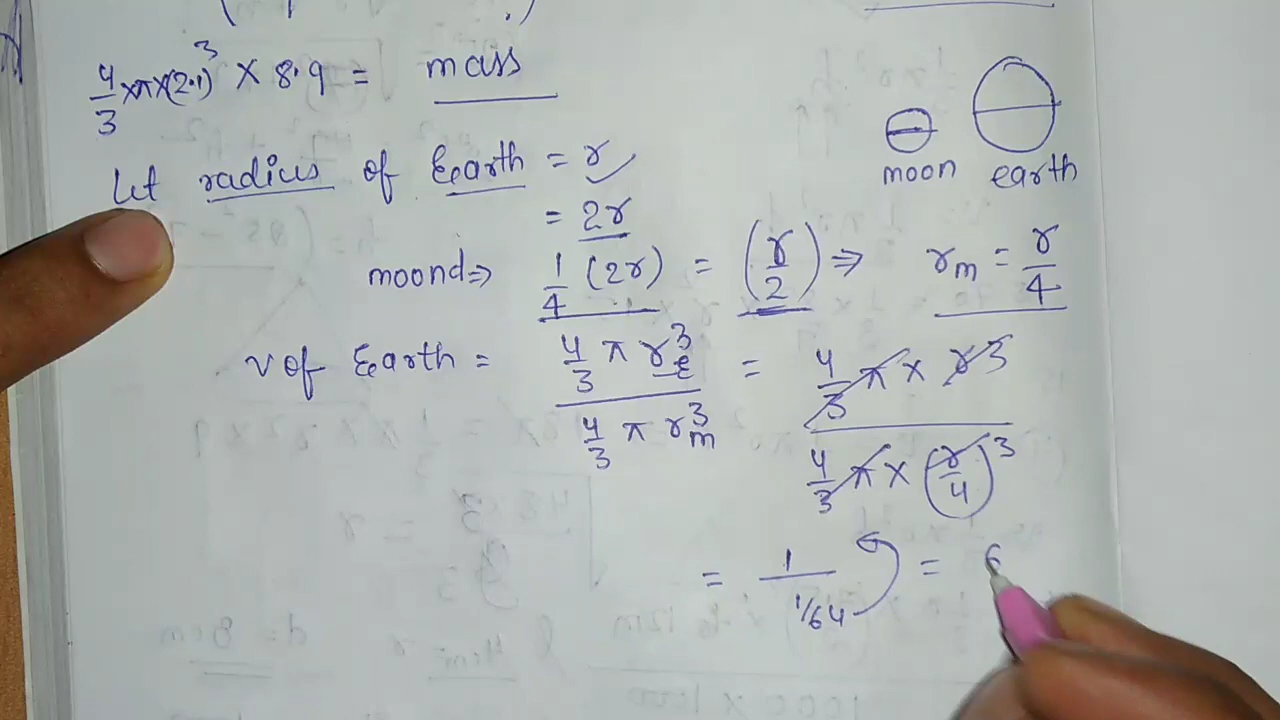 4/3 × π × (2.1)³ × 8.9 = mass
Let radius of Earth = r
= 2r
moon earth
moon d ⇒ 1/4 (2r) = (r/2) ⇒ r_m = r/4
v of Earth = 4/3 π r_E³ / 4/3 π r_m³ = 4/3 π × r³ / 4/3 π × (r/4)³
= 1 / 1/64 = 6